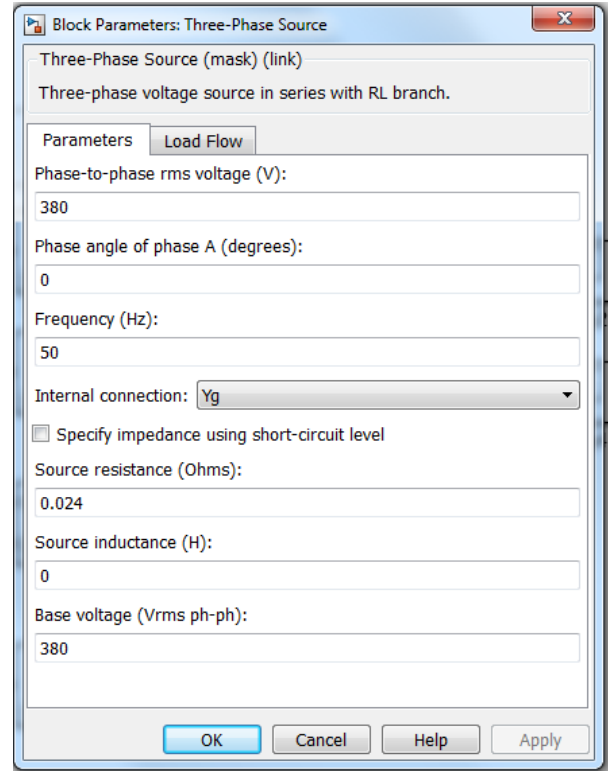 Block Parameters: Three-Phase Source
Three-Phase Source (mask) (link)
Three-phase voltage source in series with RL branch.
Parameters Load Flow
Phase-to-phase rms voltage (V):
380
Phase angle of phase A (degrees):
0
Frequency (Hz):
50
Internal connection: Yg
Specify impedance using short-circuit level
Source resistance (Ohms):
0.024
Source inductance (H):
0
Base voltage (Vrms ph-ph):
380
OK Cancel Help Apply